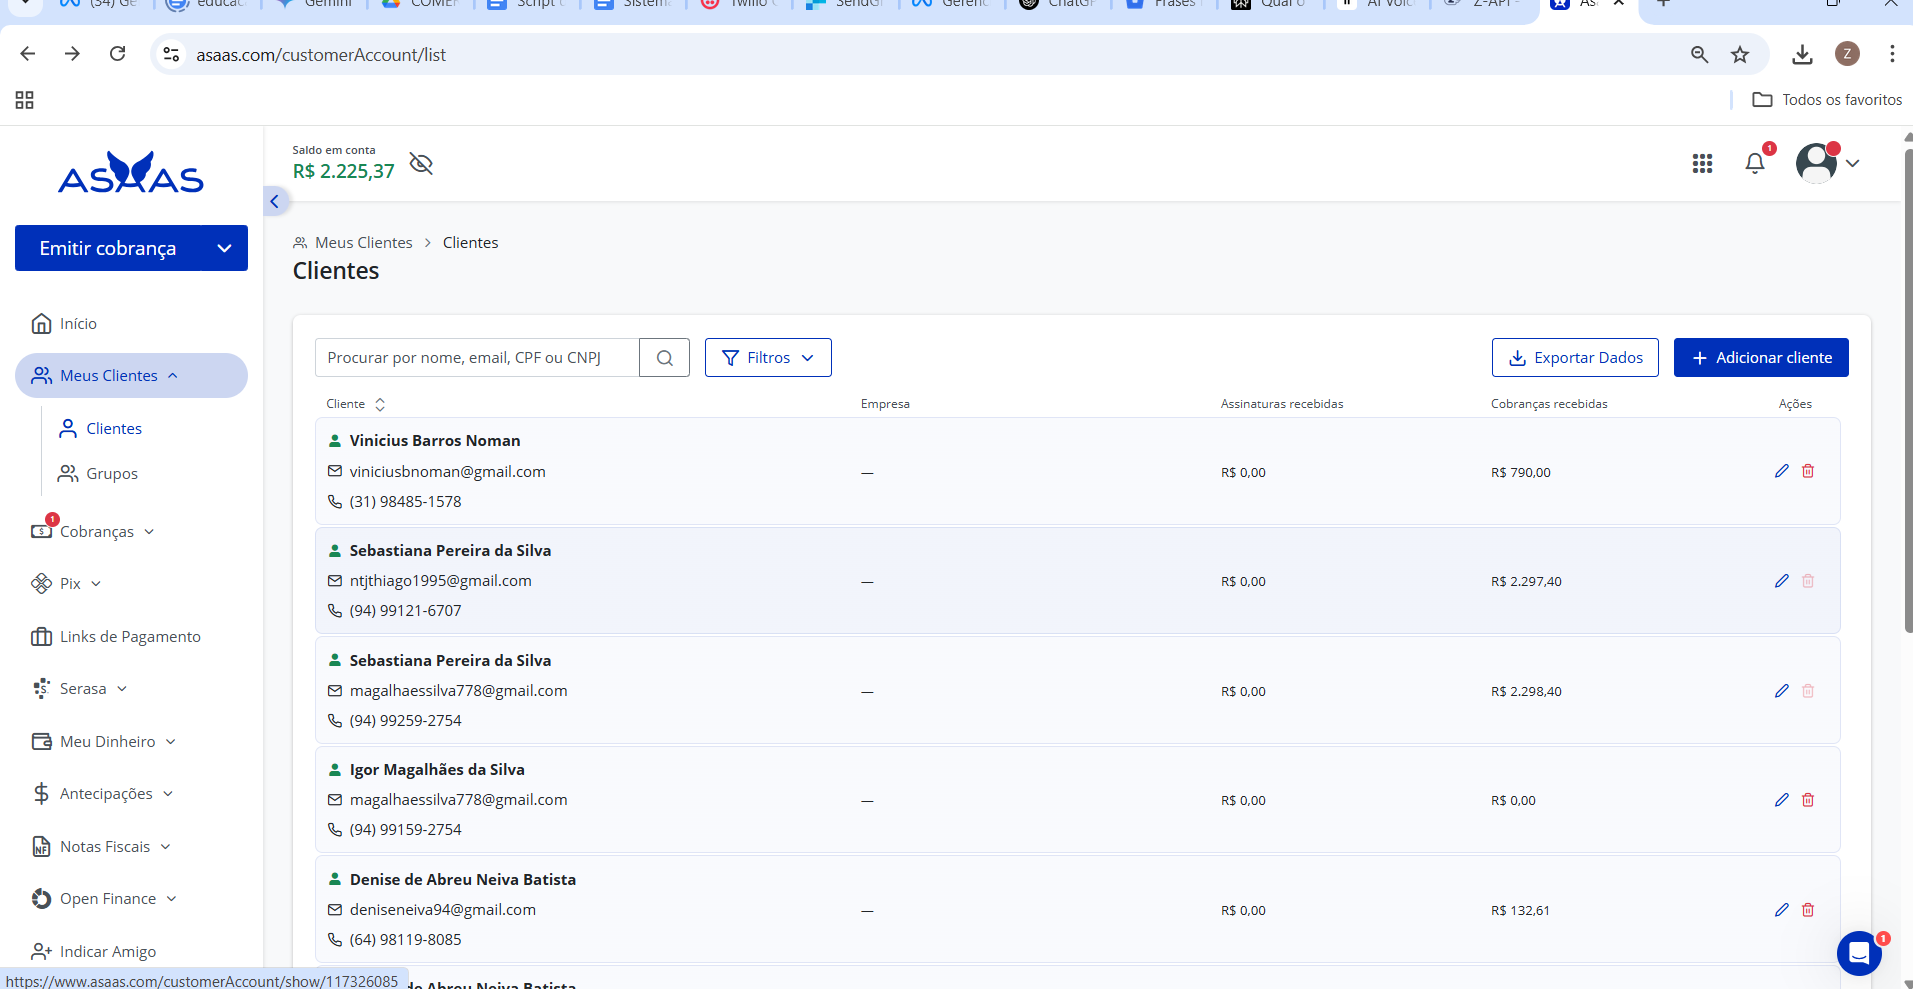 (34) Ge
educac
Gemini
COMER
Script
Sistema
Twilio
SendGr
Gerenc
ChatGP
Frases
Qual o
AI Voic
Z-API -
asaas.com/customerAccount/list
Z
Todos os favoritos
ASAAS
Saldo em conta
R$ 2.225,37
1
Emitir cobrança
Meus Clientes > Clientes
Clientes
Início
Meus Clientes
Clientes
Grupos
1
Cobranças
Pix
Links de Pagamento
Serasa
Meu Dinheiro
Antecipações
NF
Notas Fiscais
Open Finance
Indicar Amigo
Procurar por nome, email, CPF ou CNPJ
Filtros
Exportar Dados
+ Adicionar cliente
Cliente Empresa Assinaturas recebidas Cobranças recebidas Ações
Vinicius Barros Noman
viniciusbnoman@gmail.com — R$ 0,00 R$ 790,00
(31) 98485-1578
Sebastiana Pereira da Silva
ntjthiago1995@gmail.com — R$ 0,00 R$ 2.297,40
(94) 99121-6707
Sebastiana Pereira da Silva
magalhaessilva778@gmail.com — R$ 0,00 R$ 2.298,40
(94) 99259-2754
Igor Magalhães da Silva
magalhaessilva778@gmail.com — R$ 0,00 R$ 0,00
(94) 99159-2754
Denise de Abreu Neiva Batista
deniseneiva94@gmail.com — R$ 0,00 R$ 132,61
(64) 98119-8085
1
https://www.asaas.com/customerAccount/show/117326085
de Abreu Neiva Batista